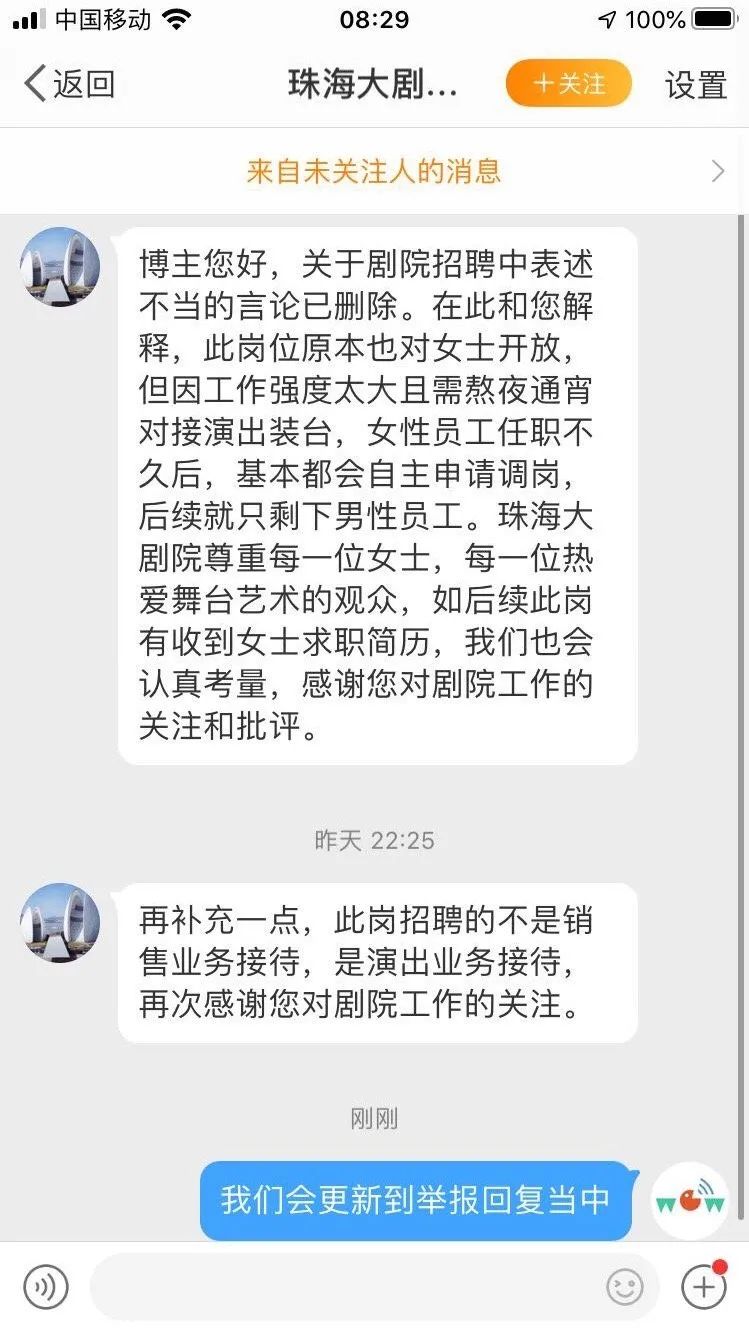 中国移动
08:29
100%
返回
珠海大剧...
+关注
设置
来自未关注人的消息
博主您好，关于剧院招聘中表述
不当的言论已删除。在此和您解
释，此岗位原本也对女士开放，
但因工作强度太大且需熬夜通宵
对接演出装台，女性员工任职不
久后，基本都会自主申请调岗，
后续就只剩下男性员工。珠海大
剧院尊重每一位女士，每一位热
爱舞台艺术的观众，如后续此岗
有收到女士求职简历，我们也会
认真考量，感谢您对剧院工作的
关注和批评。
昨天 22:25
再补充一点，此岗招聘的不是销
售业务接待，是演出业务接待，
再次感谢您对剧院工作的关注。
刚刚
我们会更新到举报回复当中
WOW